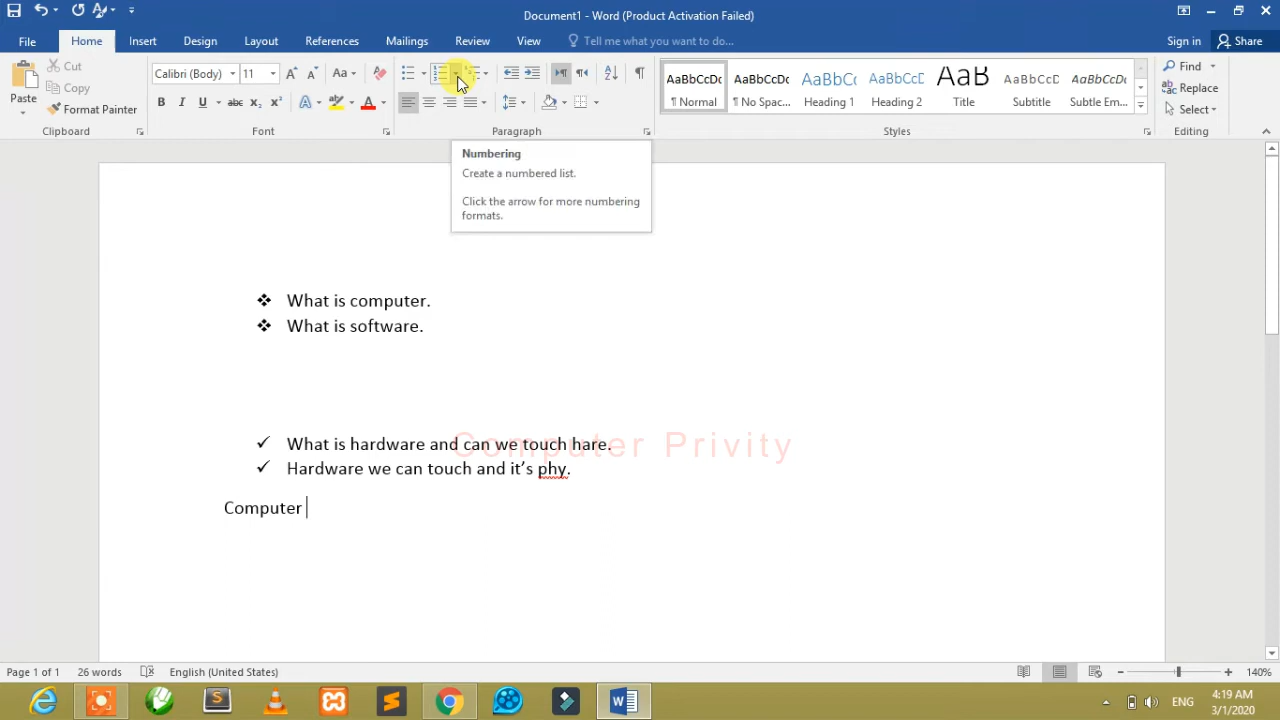 Document1 - Word (Product Activation Failed)
File Home Insert Design Layout References Mailings Review View Tell me what you want to do... Sign in Share
Paste
Cut
Copy
Format Painter
Clipboard
Calibri (Body) 11 Aa
B I U abc X₂ X² A A
Font
Paragraph
AaBbCcDc ¶ Normal
AaBbCcDc ¶ No Spac...
AaBbCc Heading 1
AaBbCcD Heading 2
AaB Title
AaBbCcD Subtitle
AaBbCcDc Subtle Em...
Styles
Find
Replace
Select
Editing
Numbering
Create a numbered list.
Click the arrow for more numbering
formats.
❖ What is computer.
❖ What is software.
✓ What is hardware and can we touch hare.
Computer Privity
✓ Hardware we can touch and it’s phy.
Computer
Page 1 of 1 26 words English (United States) 140%
ENG 4:19 AM
3/1/2020